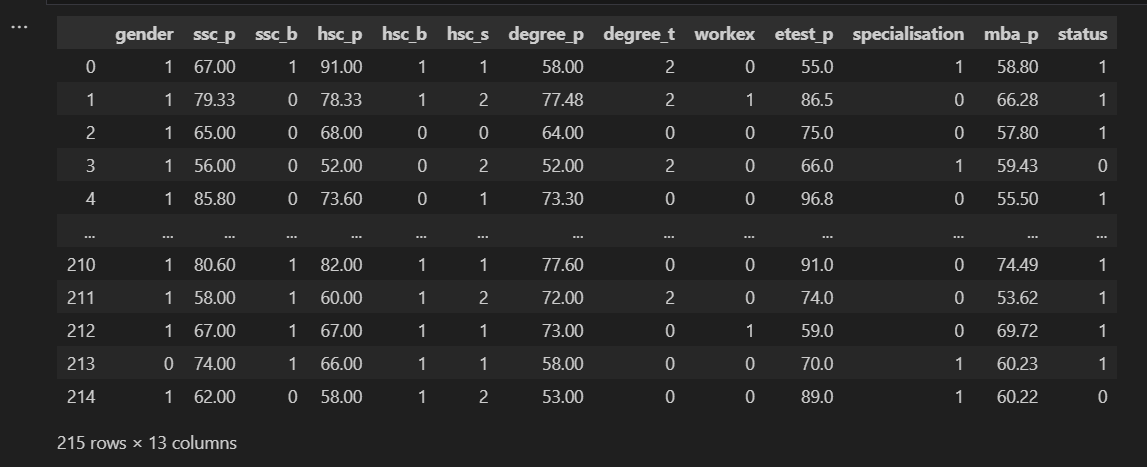 ...
gender ssc_p ssc_b hsc_p hsc_b hsc_s degree_p degree_t workex etest_p specialisation mba_p status
0 1 67.00 1 91.00 1 1 58.00 2 0 55.0 1 58.80 1
1 1 79.33 0 78.33 1 2 77.48 2 1 86.5 0 66.28 1
2 1 65.00 0 68.00 0 0 64.00 0 0 75.0 0 57.80 1
3 1 56.00 0 52.00 0 2 52.00 2 0 66.0 1 59.43 0
4 1 85.80 0 73.60 0 1 73.30 0 0 96.8 0 55.50 1
... ... ... ... ... ... ... ... ... ... ... ... ... ...
210 1 80.60 1 82.00 1 1 77.60 0 0 91.0 0 74.49 1
211 1 58.00 1 60.00 1 2 72.00 2 0 74.0 0 53.62 1
212 1 67.00 1 67.00 1 1 73.00 0 1 59.0 0 69.72 1
213 0 74.00 1 66.00 1 1 58.00 0 0 70.0 1 60.23 1
214 1 62.00 0 58.00 1 2 53.00 0 0 89.0 1 60.22 0
215 rows × 13 columns